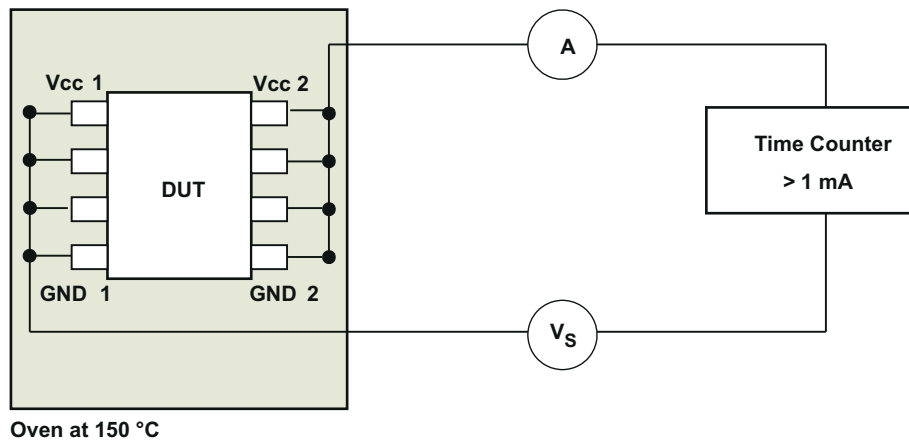 A
Vcc 1
Vcc 2
Time Counter
> 1 mA
DUT
GND 1
GND 2
VS
Oven at 150 °C